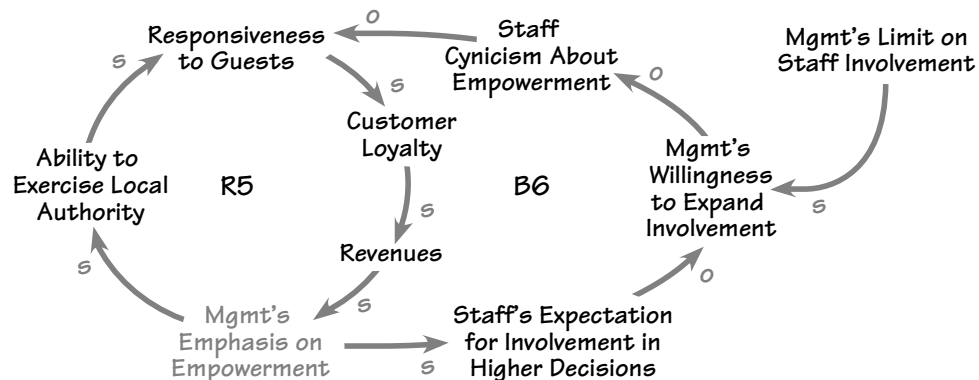 Responsiveness
to Guests
O
Staff
Cynicism About
Empowerment
Mgmt's Limit on
Staff Involvement
S
S
O
Customer
Loyalty
Ability to
Exercise Local
Authority
R5
B6
Mgmt's
Willingness
to Expand
Involvement
S
S
Revenues
S
S
O
Mgmt's
Emphasis on
Empowerment
S
Staff's Expectation
for Involvement in
Higher Decisions